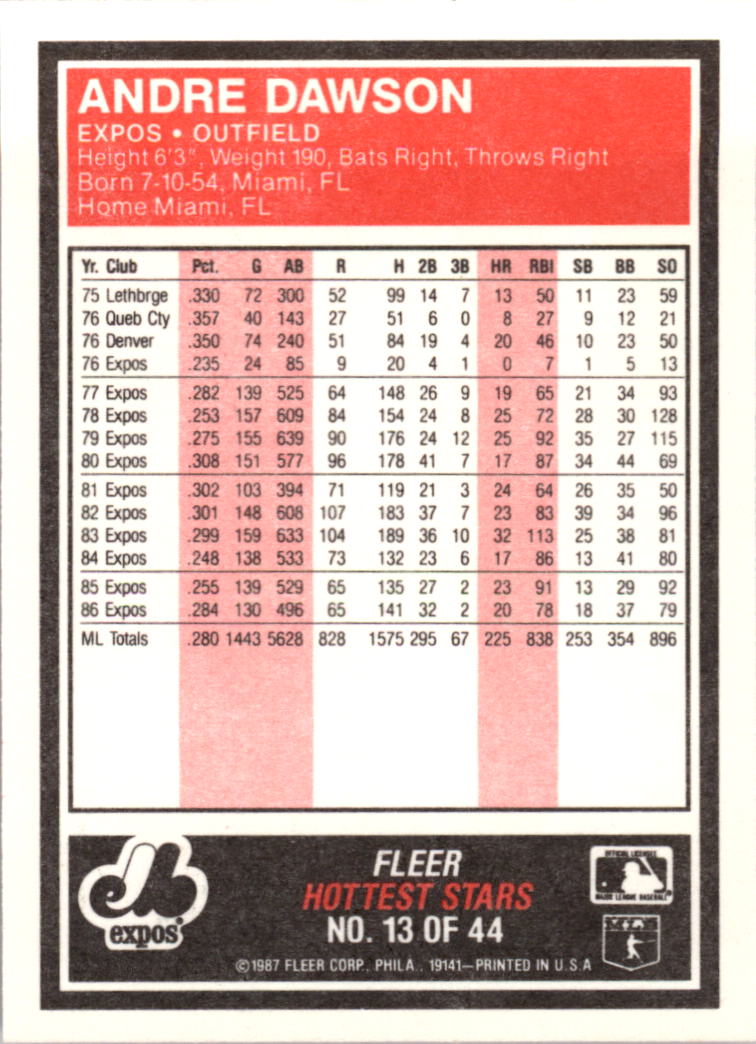 ANDRE DAWSON
EXPOS • OUTFIELD
Height 6'3", Weight 190, Bats Right, Throws Right
Born 7-10-54, Miami, FL
Home Miami, FL
Yr. Club Pct. G AB R H 2B 3B HR RBI SB BB SO
75 Lethbrge .330 72 300 52 99 14 7 13 50 11 23 59
76 Queb Cty .357 40 143 27 51 6 0 8 27 9 12 21
76 Denver .350 74 240 51 84 19 4 20 46 10 23 50
76 Expos .235 24 85 9 20 4 1 0 7 1 5 13
77 Expos .282 139 525 64 148 26 9 19 65 21 34 93
78 Expos .253 157 609 84 154 24 8 25 72 28 30 128
79 Expos .275 155 639 90 176 24 12 25 92 35 27 115
80 Expos .308 151 577 96 178 41 7 17 87 34 44 69
81 Expos .302 103 394 71 119 21 3 24 64 26 35 50
82 Expos .301 148 608 107 183 37 7 23 83 39 34 96
83 Expos .299 159 633 104 189 36 10 32 113 25 38 81
84 Expos .248 138 533 73 132 23 6 17 86 13 41 80
85 Expos .255 139 529 65 135 27 2 23 91 13 29 92
86 Expos .284 130 496 65 141 32 2 20 78 18 37 79
ML Totals .280 1443 5628 828 1575 295 67 225 838 253 354 896
expos
FLEER
HOTTEST STARS
NO. 13 OF 44
©1987 FLEER CORP., PHILA., 19141—PRINTED IN U.S.A
OFFICIAL LICENSEE
MAJOR LEAGUE BASEBALL